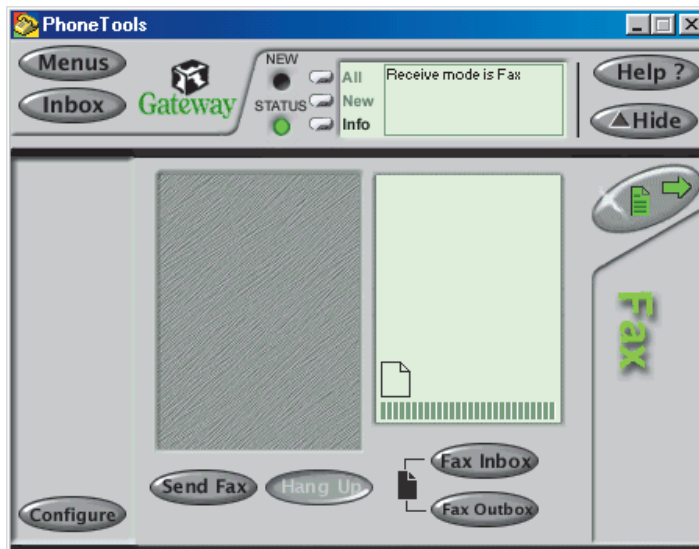 PhoneTools
Menus
Inbox
Gateway
NEW
STATUS
All
New
Info
Receive mode is Fax
Help ?
Hide
Fax
Send Fax
Hang Up
Fax Inbox
Fax Outbox
Configure